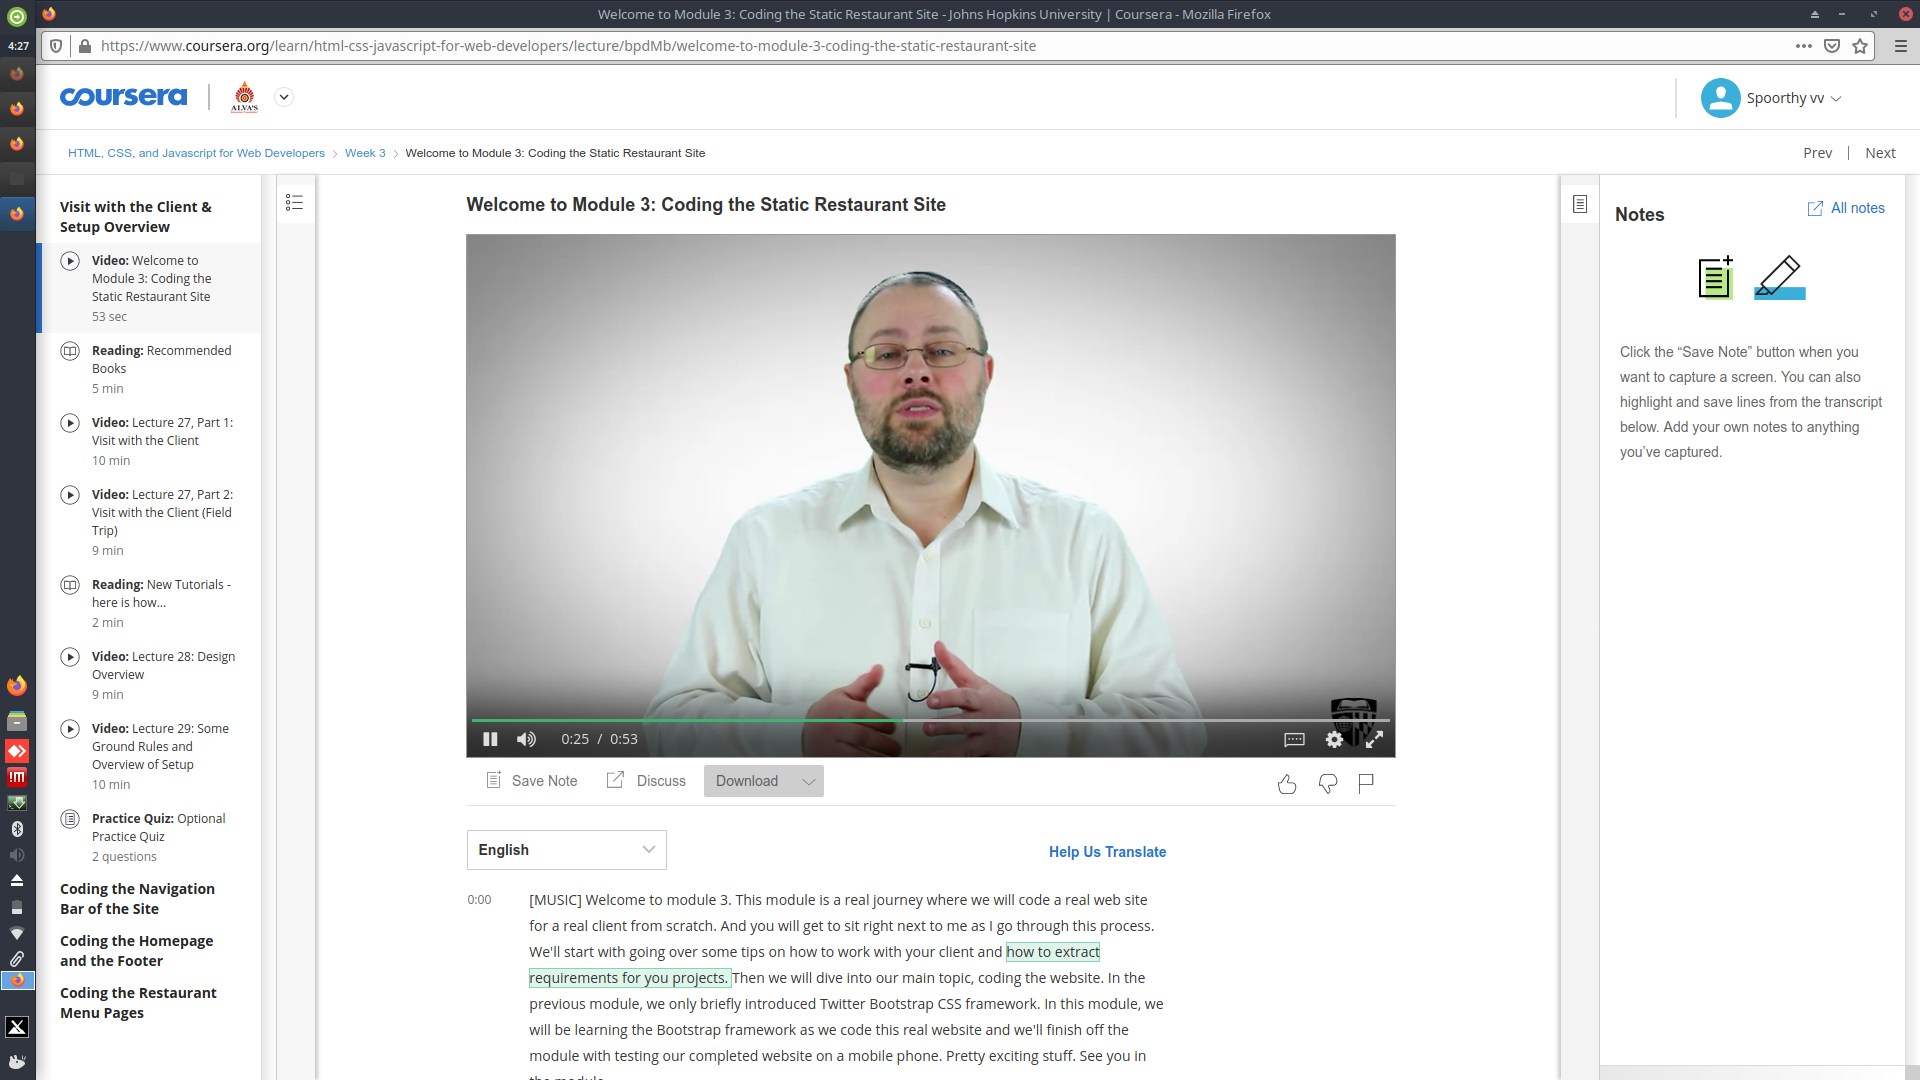 Welcome to Module 3: Coding the Static Restaurant Site - Johns Hopkins University | Coursera - Mozilla Firefox
4:27
https://www.coursera.org/learn/html-css-javascript-for-web-developers/lecture/bpdMb/welcome-to-module-3-coding-the-static-restaurant-site
coursera
ALVA'S
Spoorthy vv
HTML, CSS, and Javascript for Web Developers > Week 3 > Welcome to Module 3: Coding the Static Restaurant Site
Prev | Next
Visit with the Client &
Setup Overview
Video: Welcome to
Module 3: Coding the
Static Restaurant Site
53 sec
Reading: Recommended
Books
5 min
Video: Lecture 27, Part 1:
Visit with the Client
10 min
Video: Lecture 27, Part 2:
Visit with the Client (Field
Trip)
9 min
Reading: New Tutorials -
here is how...
2 min
Video: Lecture 28: Design
Overview
9 min
Video: Lecture 29: Some
Ground Rules and
Overview of Setup
10 min
Practice Quiz: Optional
Practice Quiz
2 questions
Coding the Navigation
Bar of the Site
Coding the Homepage
and the Footer
Coding the Restaurant
Menu Pages
Welcome to Module 3: Coding the Static Restaurant Site
0:25 / 0:53
Save Note
Discuss
Download
English
Help Us Translate
0:00
[MUSIC] Welcome to module 3. This module is a real journey where we will code a real web site
for a real client from scratch. And you will get to sit right next to me as I go through this process.
We'll start with going over some tips on how to work with your client and how to extract
requirements for you projects. Then we will dive into our main topic, coding the website. In the
previous module, we only briefly introduced Twitter Bootstrap CSS framework. In this module, we
will be learning the Bootstrap framework as we code this real website and we'll finish off the
module with testing our completed website on a mobile phone. Pretty exciting stuff. See you in
the module.
Notes
All notes
Click the “Save Note” button when you
want to capture a screen. You can also
highlight and save lines from the transcript
below. Add your own notes to anything
you’ve captured.